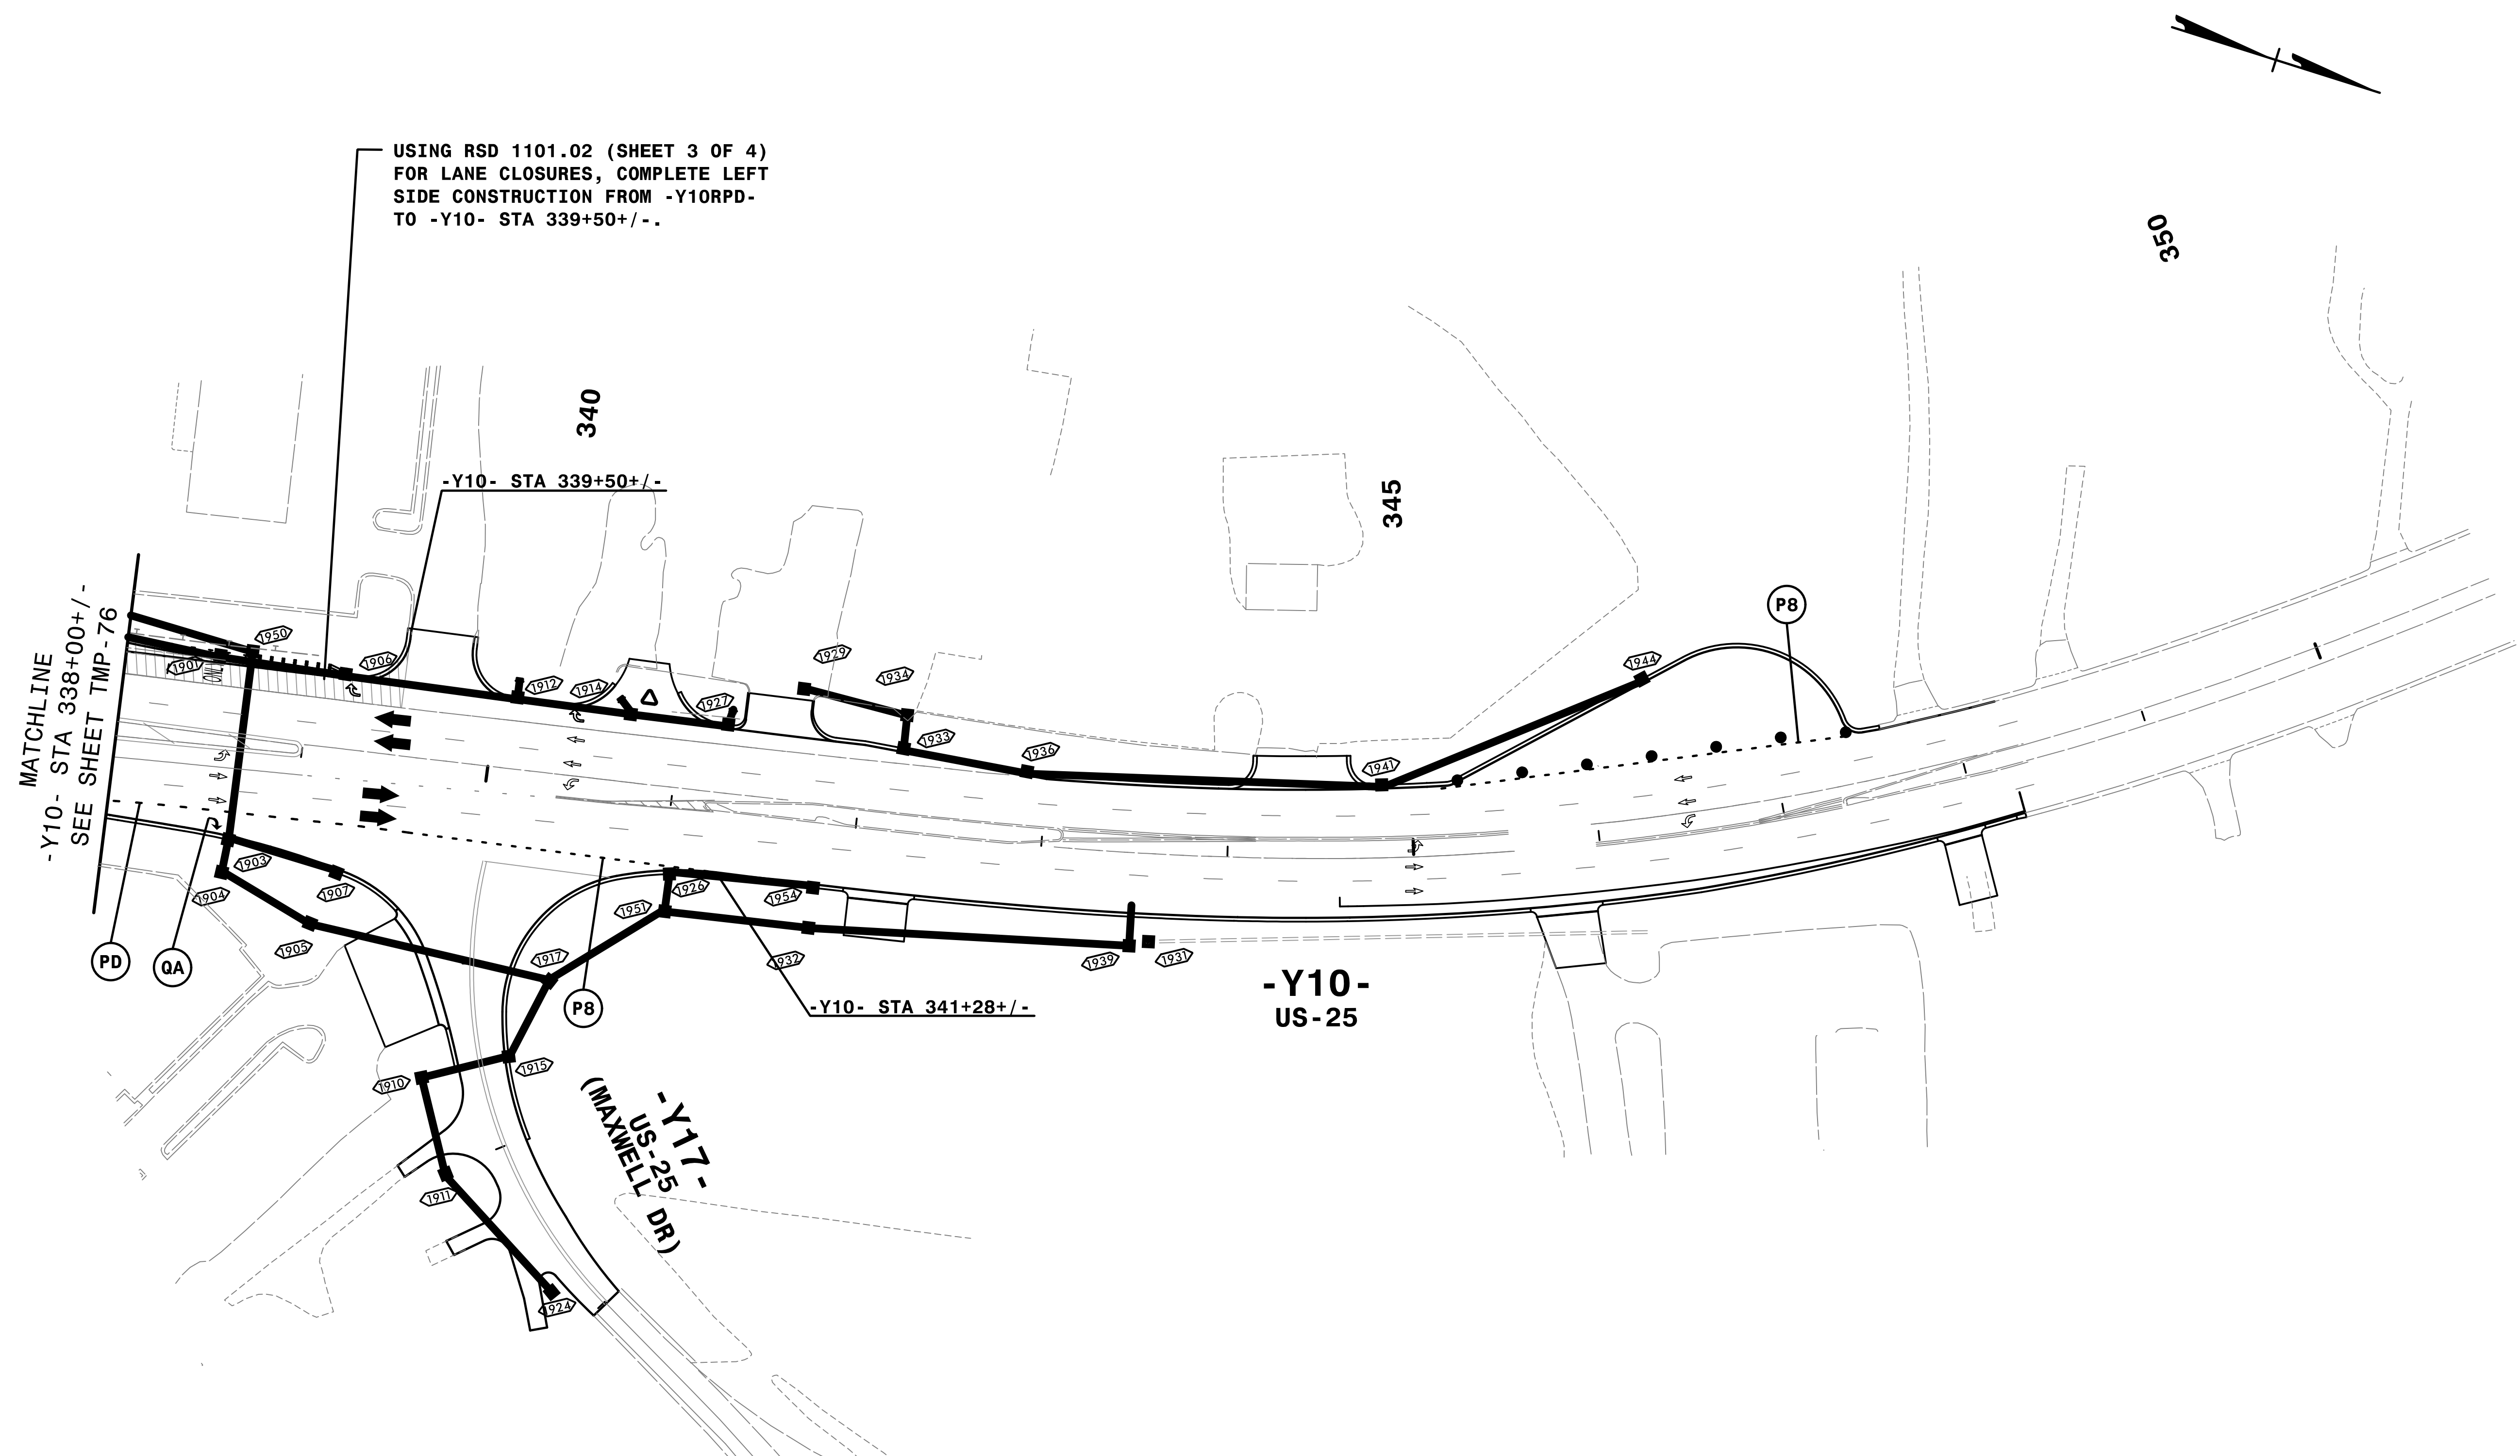 USING RSD 1101.02 (SHEET 3 OF 4)
FOR LANE CLOSURES, COMPLETE LEFT
SIDE CONSTRUCTION FROM -Y10RPD-
TO -Y10- STA 339+50+/-.
350
340
-Y10- STA 339+50+/-
345
MATCHLINE
-Y10- STA 338+00+/-
SEE SHEET TMP-76
P8
1950
1901
1906
1912
1914
1927
1929
1934
1933
1936
1941
1944
1903
1904
1907
1905
1926
1954
1951
1917
1932
1939
1931
PD
QA
P8
-Y10- STA 341+28+/-
-Y10-
US-25
1915
1910
1911
1924
-Y17-
US-25
(MAXWELL DR)